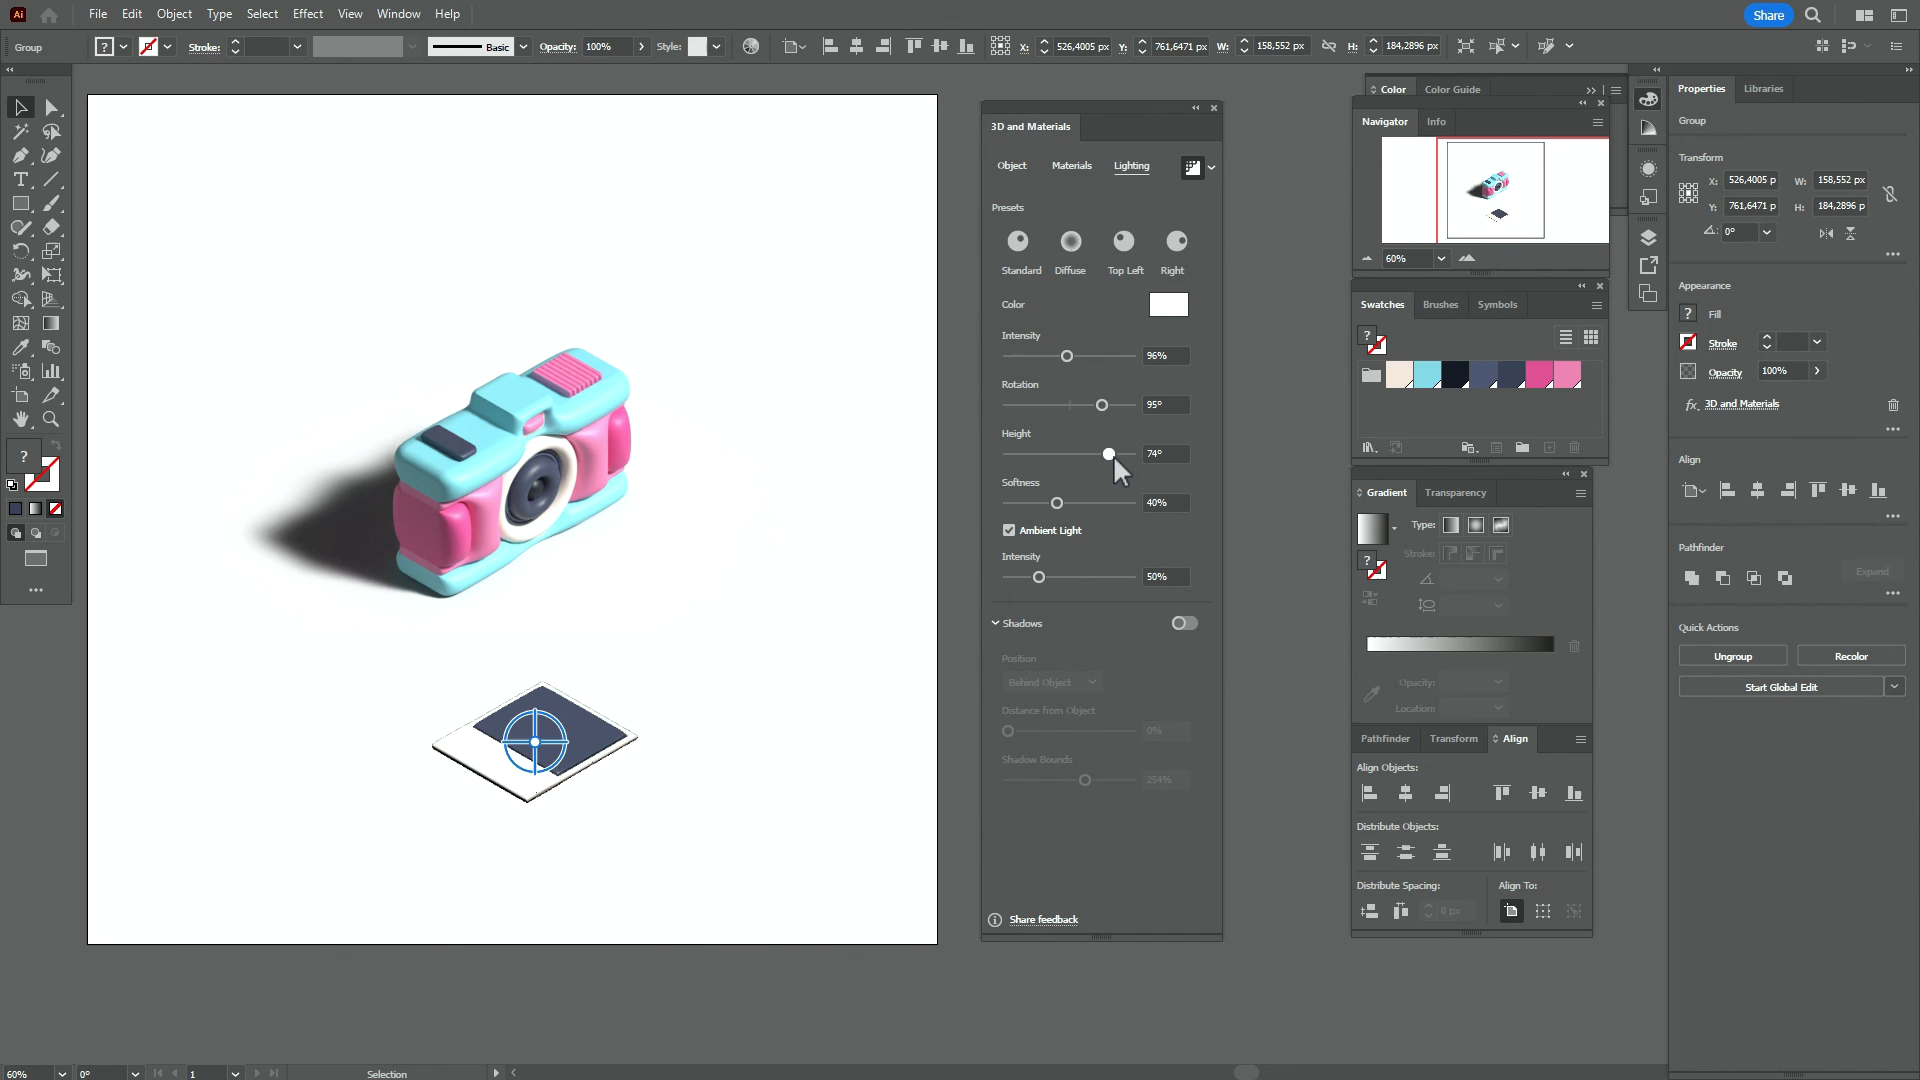 Ai File Edit Object Type Select Effect View Window Help Share
Group ? Stroke: Basic Opacity: 100% Style: X: 526,4005 px Y: 761,6471 px W: 158,552 px H: 184,2896 px
3D and Materials
Object Materials Lighting
Presets
Standard Diffuse Top Left Right
Color
Intensity
96%
Rotation
95°
Height
74°
Softness
40%
Ambient Light
Intensity
50%
Shadows
Position
Behind Object
Distance from Object
0%
Shadow Bounds
254%
Share feedback
Color Color Guide
Navigator Info
60%
Swatches Brushes Symbols
?
Gradient Transparency
Type:
? Stroke:
Opacity:
Location:
Pathfinder Transform Align
Align Objects:
Distribute Objects:
Distribute Spacing: Align To:
0 px
Properties Libraries
Group
Transform
X: 526,4005 p W: 158,552 px
Y: 761,6471 p H: 184,2896 p
0°
Appearance
? Fill
Stroke
Opacity 100%
fx. 3D and Materials
Align
Pathfinder
Expand
Quick Actions
Ungroup Recolor
Start Global Edit
?
60% 0° 1 Selection